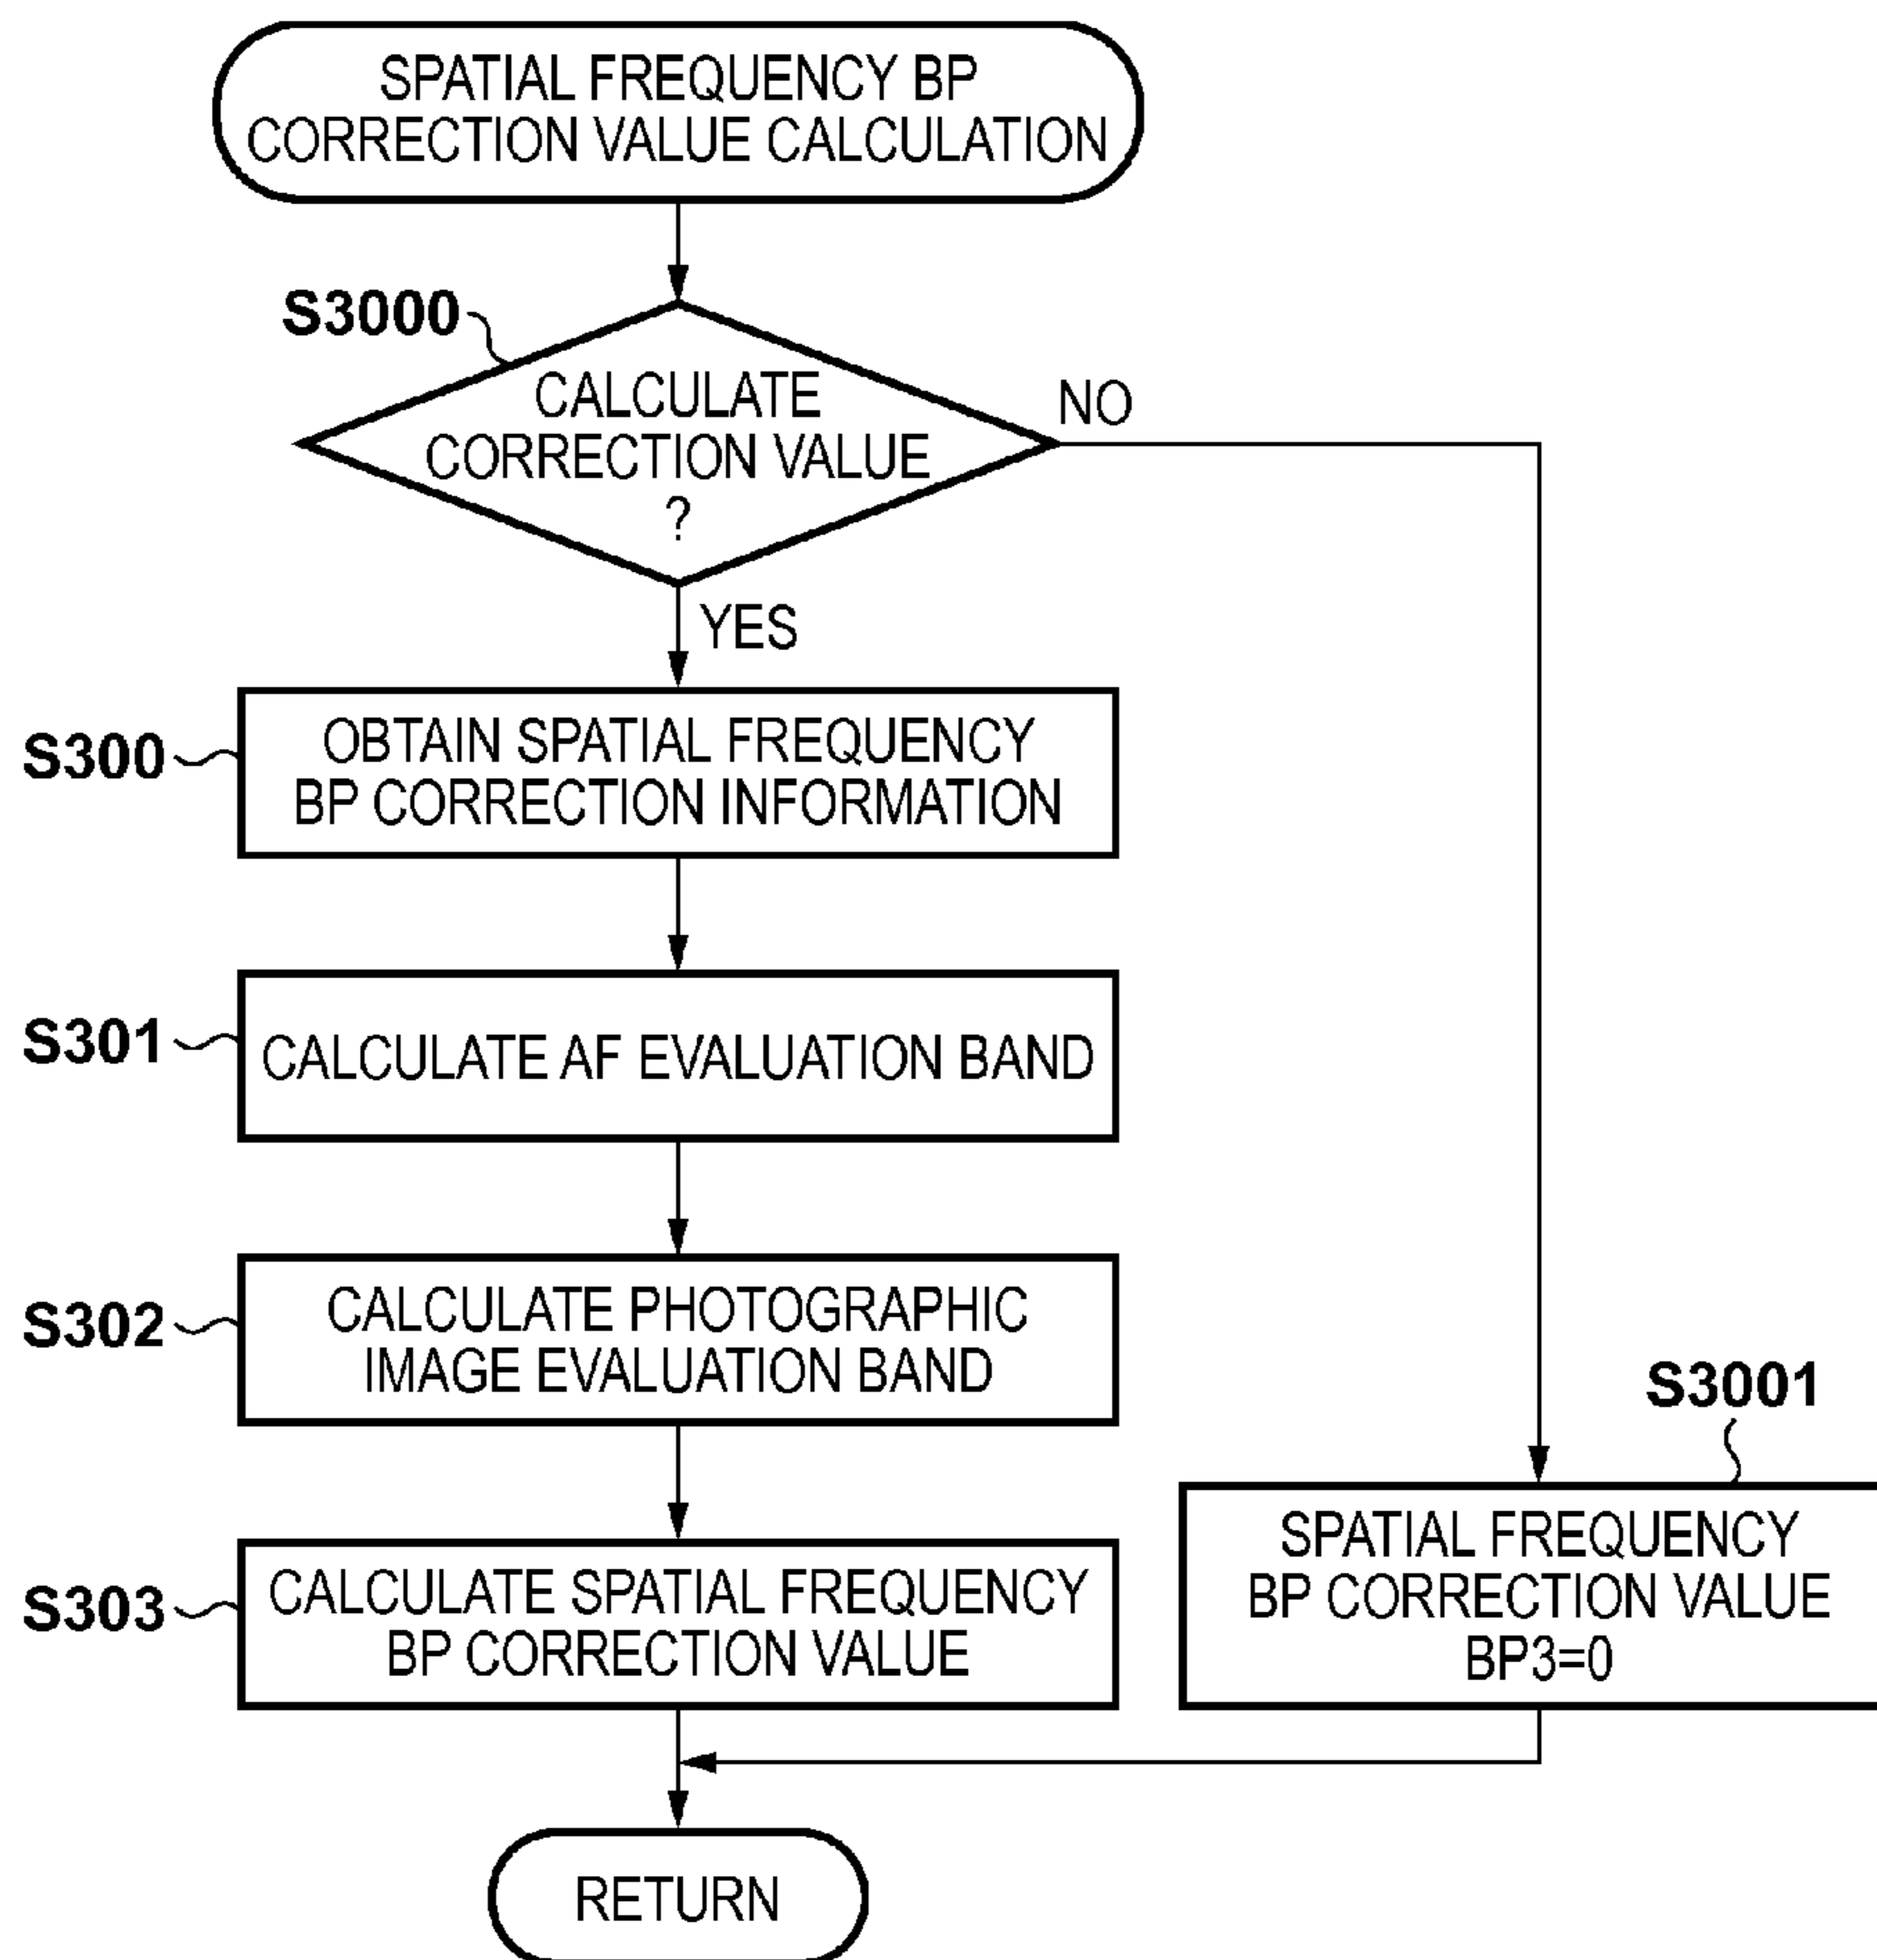 SPATIAL FREQUENCY BP
CORRECTION VALUE CALCULATION
S3000
CALCULATE
CORRECTION VALUE
?
NO
YES
S300
OBTAIN SPATIAL FREQUENCY
BP CORRECTION INFORMATION
S301
CALCULATE AF EVALUATION BAND
S302
CALCULATE PHOTOGRAPHIC
IMAGE EVALUATION BAND
S303
CALCULATE SPATIAL FREQUENCY
BP CORRECTION VALUE
S3001
SPATIAL FREQUENCY
BP CORRECTION VALUE
BP3=0
RETURN